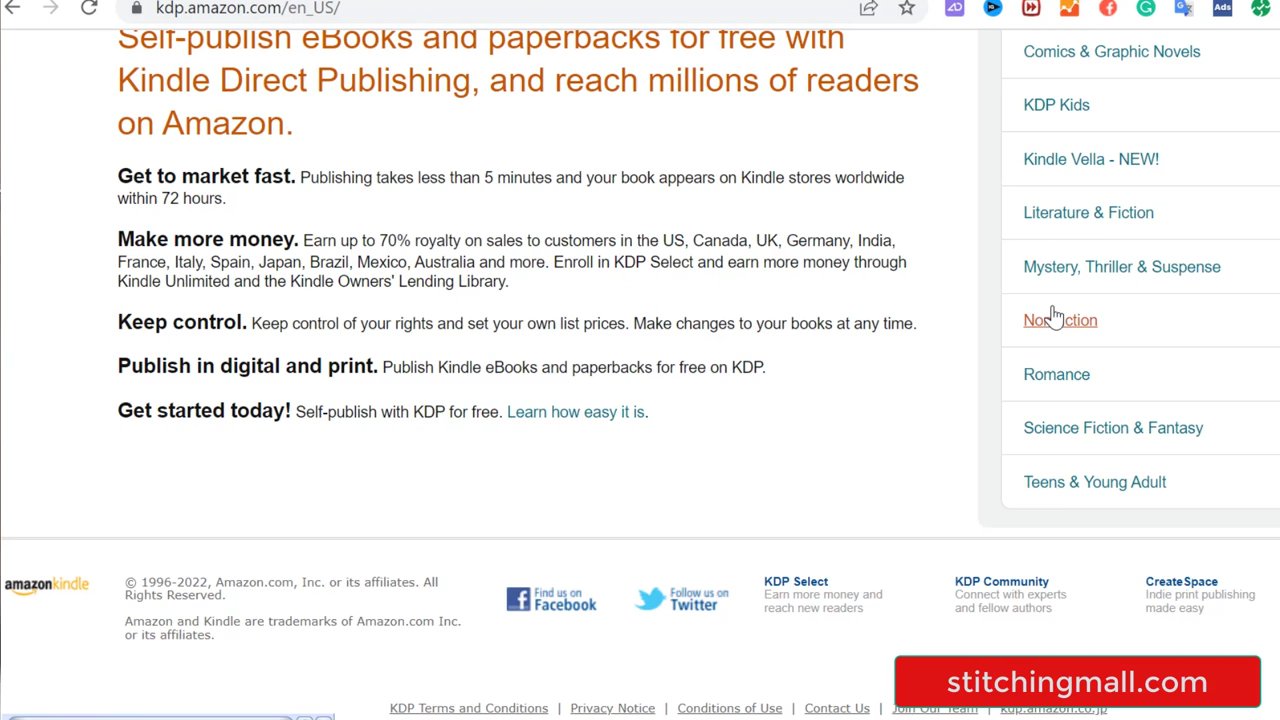 kdp.amazon.com/en_US/
Ads
Self-publish eBooks and paperbacks for free with
Kindle Direct Publishing, and reach millions of readers
on Amazon.
Get to market fast. Publishing takes less than 5 minutes and your book appears on Kindle stores worldwide
within 72 hours.
Make more money. Earn up to 70% royalty on sales to customers in the US, Canada, UK, Germany, India,
France, Italy, Spain, Japan, Brazil, Mexico, Australia and more. Enroll in KDP Select and earn more money through
Kindle Unlimited and the Kindle Owners' Lending Library.
Keep control. Keep control of your rights and set your own list prices. Make changes to your books at any time.
Publish in digital and print. Publish Kindle eBooks and paperbacks for free on KDP.
Get started today! Self-publish with KDP for free. Learn how easy it is.
Comics & Graphic Novels
KDP Kids
Kindle Vella - NEW!
Literature & Fiction
Mystery, Thriller & Suspense
Nonfiction
Romance
Science Fiction & Fantasy
Teens & Young Adult
amazonkindle
© 1996-2022, Amazon.com, Inc. or its affiliates. All
Rights Reserved.
Amazon and Kindle are trademarks of Amazon.com Inc.
or its affiliates.
Find us on
Facebook
Follow us on
Twitter
KDP Select
Earn more money and
reach new readers
KDP Community
Connect with experts
and fellow authors
CreateSpace
Indie print publishing
made easy
stitchingmall.com
KDP Terms and Conditions
Privacy Notice
Conditions of Use
Contact Us
Join Our Team
kdp.amazon.co.jp